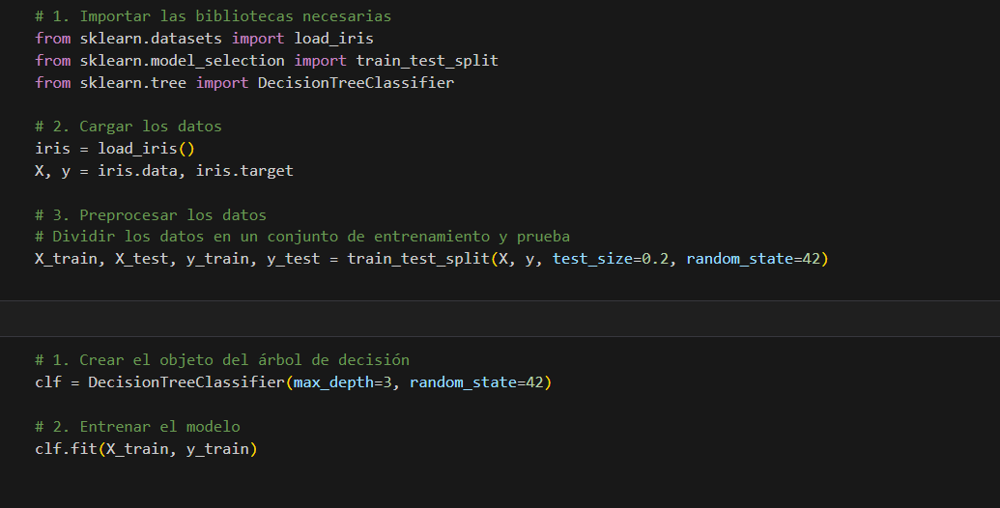 # 1. Importar las bibliotecas necesarias
from sklearn.datasets import load_iris
from sklearn.model_selection import train_test_split
from sklearn.tree import DecisionTreeClassifier
# 2. Cargar los datos
iris = load_iris()
X, y = iris.data, iris.target
# 3. Preprocesar los datos
# Dividir los datos en un conjunto de entrenamiento y prueba
X_train, X_test, y_train, y_test = train_test_split(X, y, test_size=0.2, random_state=42)
# 1. Crear el objeto del árbol de decisión
clf = DecisionTreeClassifier(max_depth=3, random_state=42)
# 2. Entrenar el modelo
clf.fit(X_train, y_train)